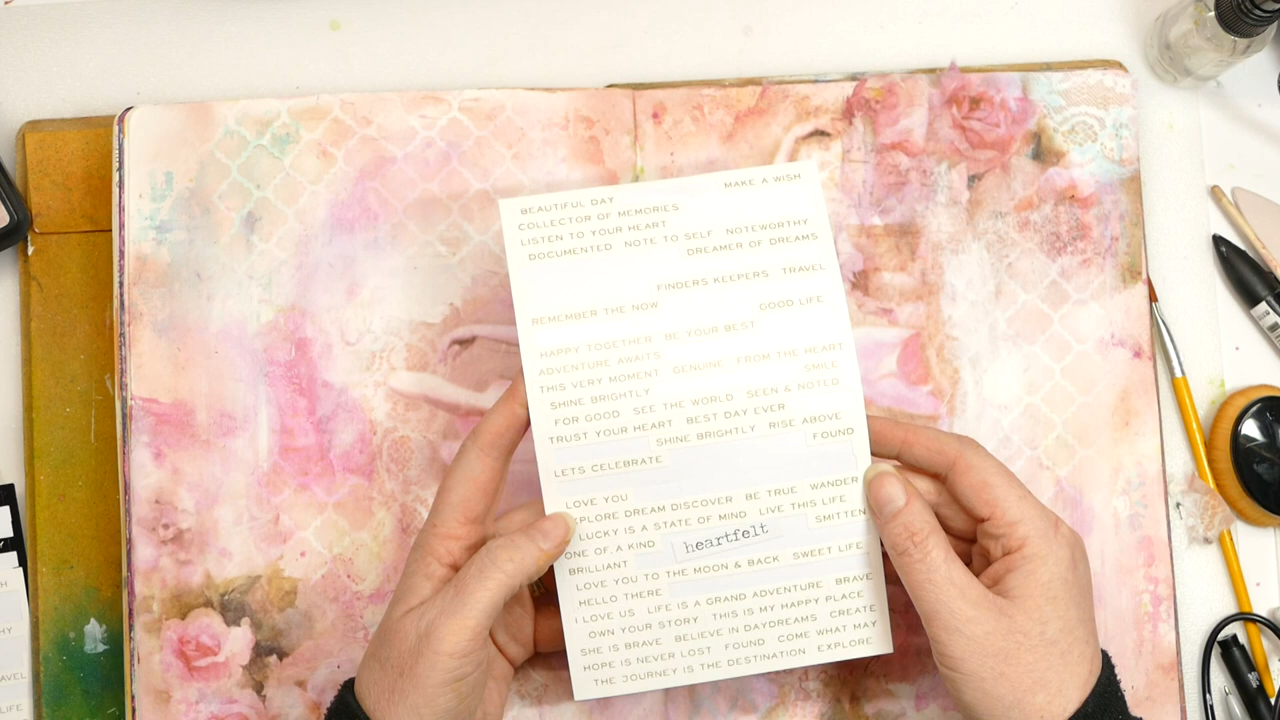 MAKE A WISH
BEAUTIFUL DAY
COLLECTOR OF MEMORIES
LISTEN TO YOUR HEART
DOCUMENTED NOTE TO SELF NOTEWORTHY
DREAMER OF DREAMS
FINDERS KEEPERS TRAVEL
REMEMBER THE NOW GOOD LIFE
HAPPY TOGETHER BE YOUR BEST
ADVENTURE AWAITS
THIS VERY MOMENT GENUINE FROM THE HEART
SHINE BRIGHTLY SMILE
FOR GOOD SEE THE WORLD SEEN & NOTED
TRUST YOUR HEART BEST DAY EVER
SHINE BRIGHTLY RISE ABOVE
LETS CELEBRATE FOUND
LOVE YOU
XPLORE DREAM DISCOVER BE TRUE WANDER
LUCKY IS A STATE OF MIND LIVE THIS LIFE
ONE OF A KIND heartfelt SMITTEN
BRILLIANT
LOVE YOU TO THE MOON & BACK SWEET LIFE
HELLO THERE
I LOVE US LIFE IS A GRAND ADVENTURE BRAVE
OWN YOUR STORY THIS IS MY HAPPY PLACE
SHE IS BRAVE BELIEVE IN DAYDREAMS CREATE
HOPE IS NEVER LOST FOUND COME WHAT MAY
THE JOURNEY IS THE DESTINATION EXPLORE
H
HY
AVEL
LIFE